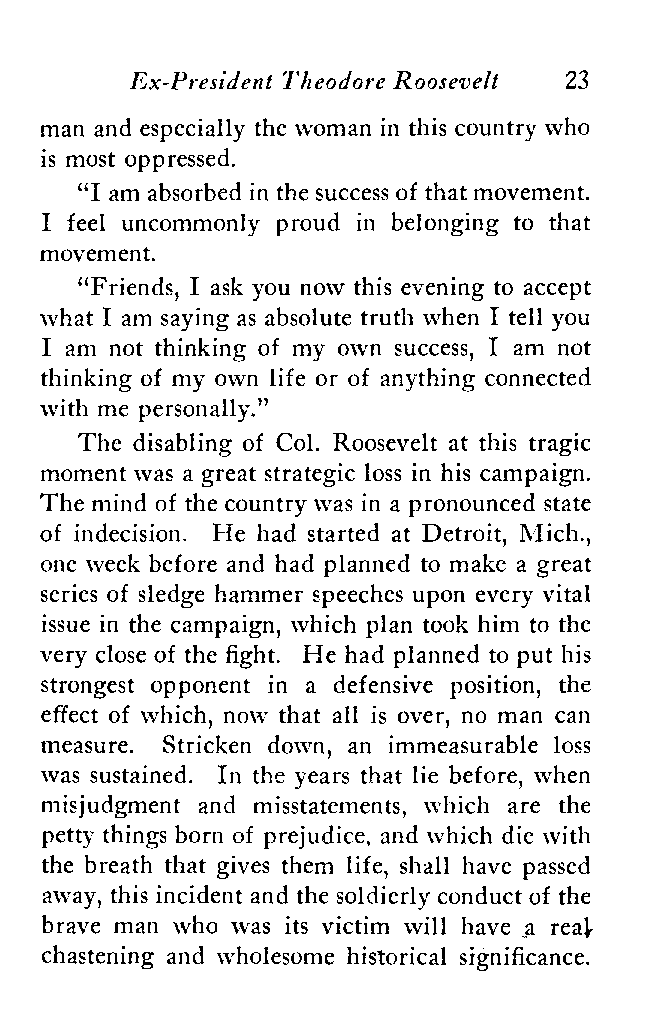 Ex-President Theodore Roosevelt 23
man and especially the woman in this country who
is most oppressed.
"I am absorbed in the success of that movement.
I feel uncommonly proud in belonging to that
movement.
"Friends, I ask you now this evening to accept
what I am saying as absolute truth when I tell you
I am not thinking of my own success, I am not
thinking of my own life or of anything connected
with me personally."
The disabling of Col. Roosevelt at this tragic
moment was a great strategic loss in his campaign.
The mind of the country was in a pronounced state
of indecision. He had started at Detroit, Mich.,
one week before and had planned to make a great
series of sledge hammer speeches upon every vital
issue in the campaign, which plan took him to the
very close of the fight. He had planned to put his
strongest opponent in a defensive position, the
effect of which, now that all is over, no man can
measure. Stricken down, an immeasurable loss
was sustained. In the years that lie before, when
misjudgment and misstatements, which are the
petty things born of prejudice, and which die with
the breath that gives them life, shall have passed
away, this incident and the soldierly conduct of the
brave man who was its victim will have a real
chastening and wholesome historical significance.